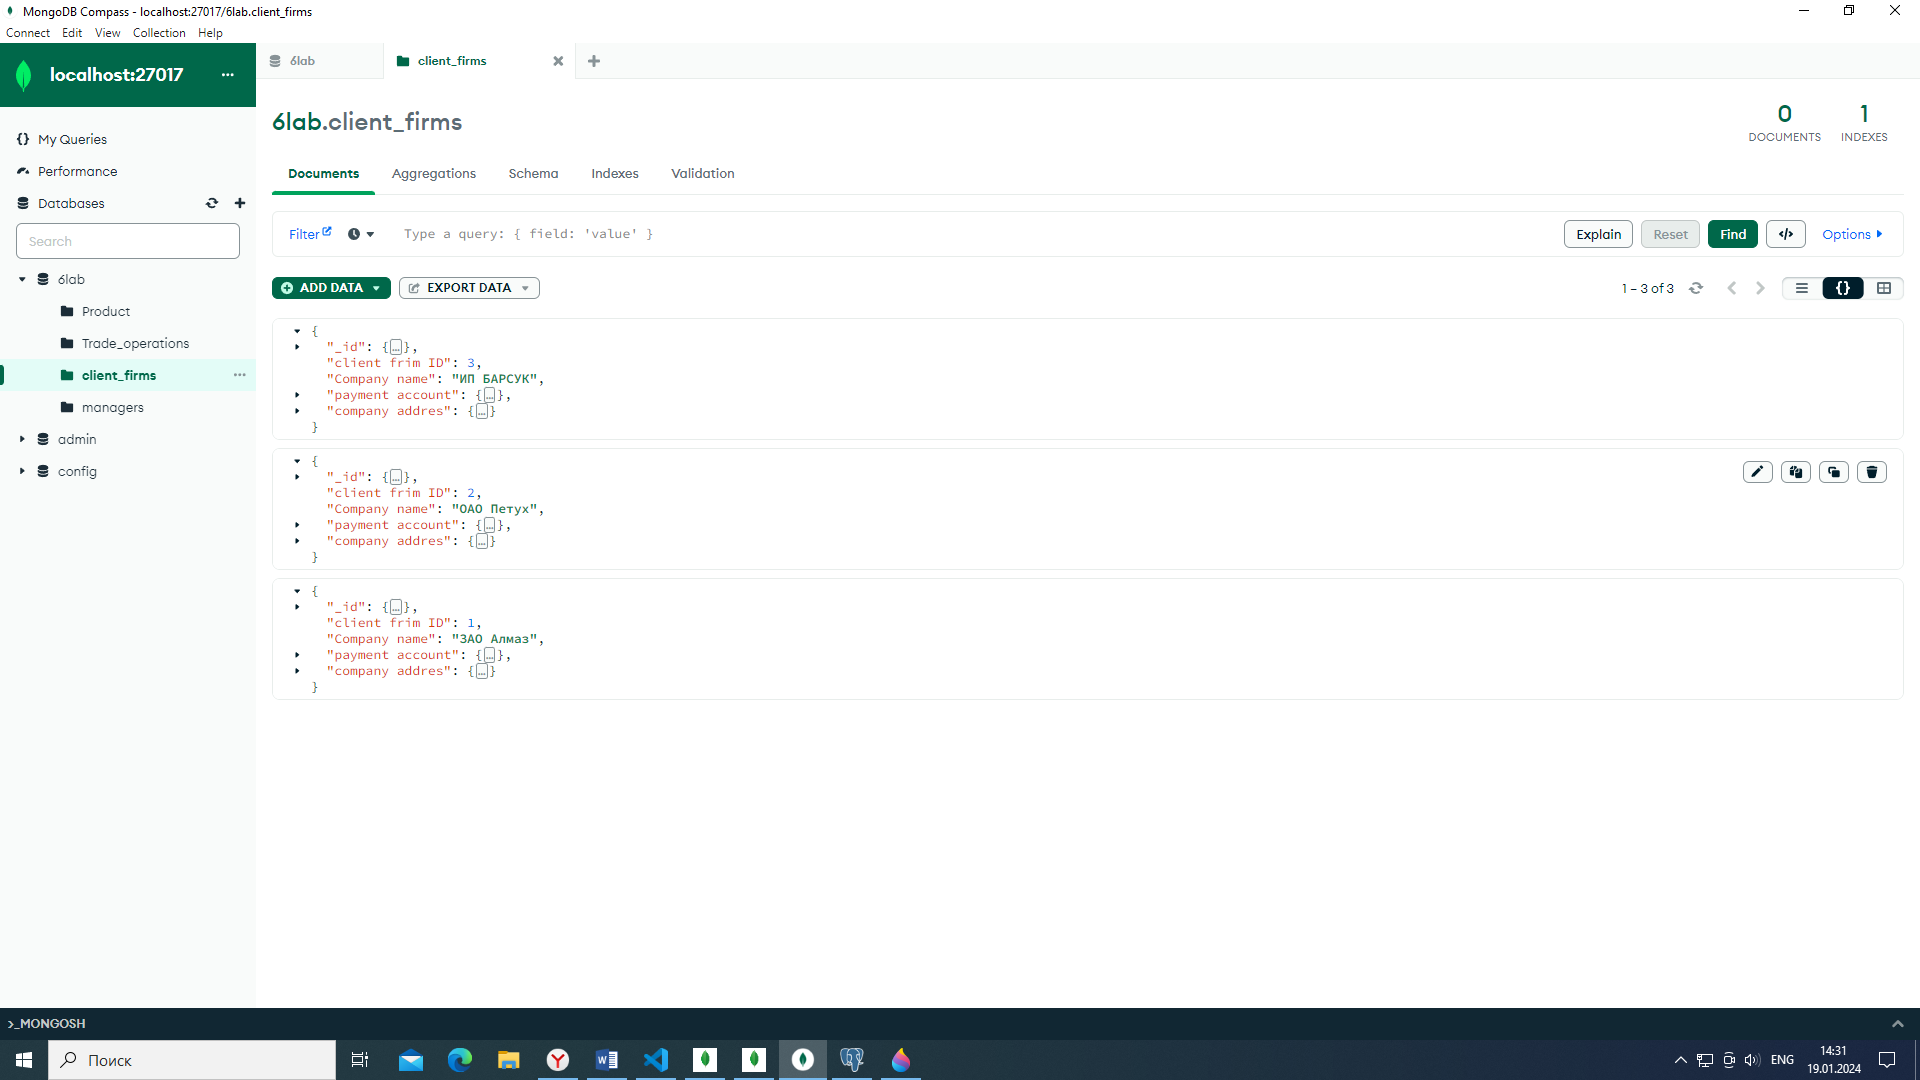 MongoDB Compass - localhost:27017/6lab.client_firms
Connect Edit View Collection Help
localhost:27017 ...
6lab
client_firms
My Queries
Performance
Databases
Search
6lab
Product
Trade_operations
client_firms ...
managers
admin
config
6lab.client_firms
0
DOCUMENTS
1
INDEXES
Documents Aggregations Schema Indexes Validation
Filter Type a query: { field: 'value' } Explain Reset Find </> Options
ADD DATA EXPORT DATA 1 – 3 of 3 {}
{
"_id": {…},
"client frim ID": 3,
"Company name": "ИП БАРСУК",
"payment account": {…},
"company addres": {…}
}
{
"_id": {…},
"client frim ID": 2,
"Company name": "ОАО Петух",
"payment account": {…},
"company addres": {…}
}
{
"_id": {…},
"client frim ID": 1,
"Company name": "ЗАО Алмаз",
"payment account": {…},
"company addres": {…}
}
>_MONGOSH
Поиск
ENG
14:31
19.01.2024